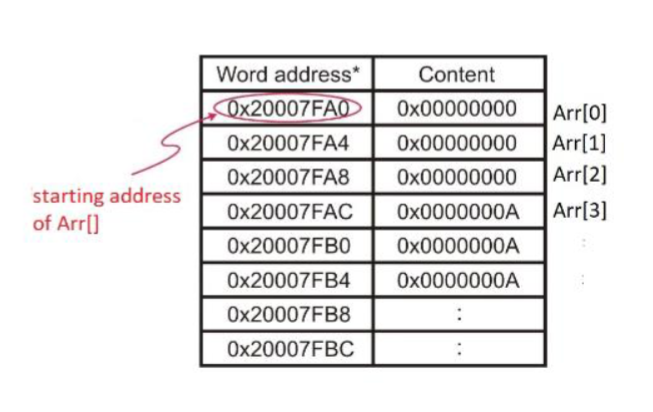 Word address* Content
0x20007FA0 0x00000000 Arr[0]
0x20007FA4 0x00000000 Arr[1]
0x20007FA8 0x00000000 Arr[2]
0x20007FAC 0x0000000A Arr[3]
0x20007FB0 0x0000000A :
0x20007FB4 0x0000000A :
0x20007FB8 :
0x20007FBC :
starting address
of Arr[]